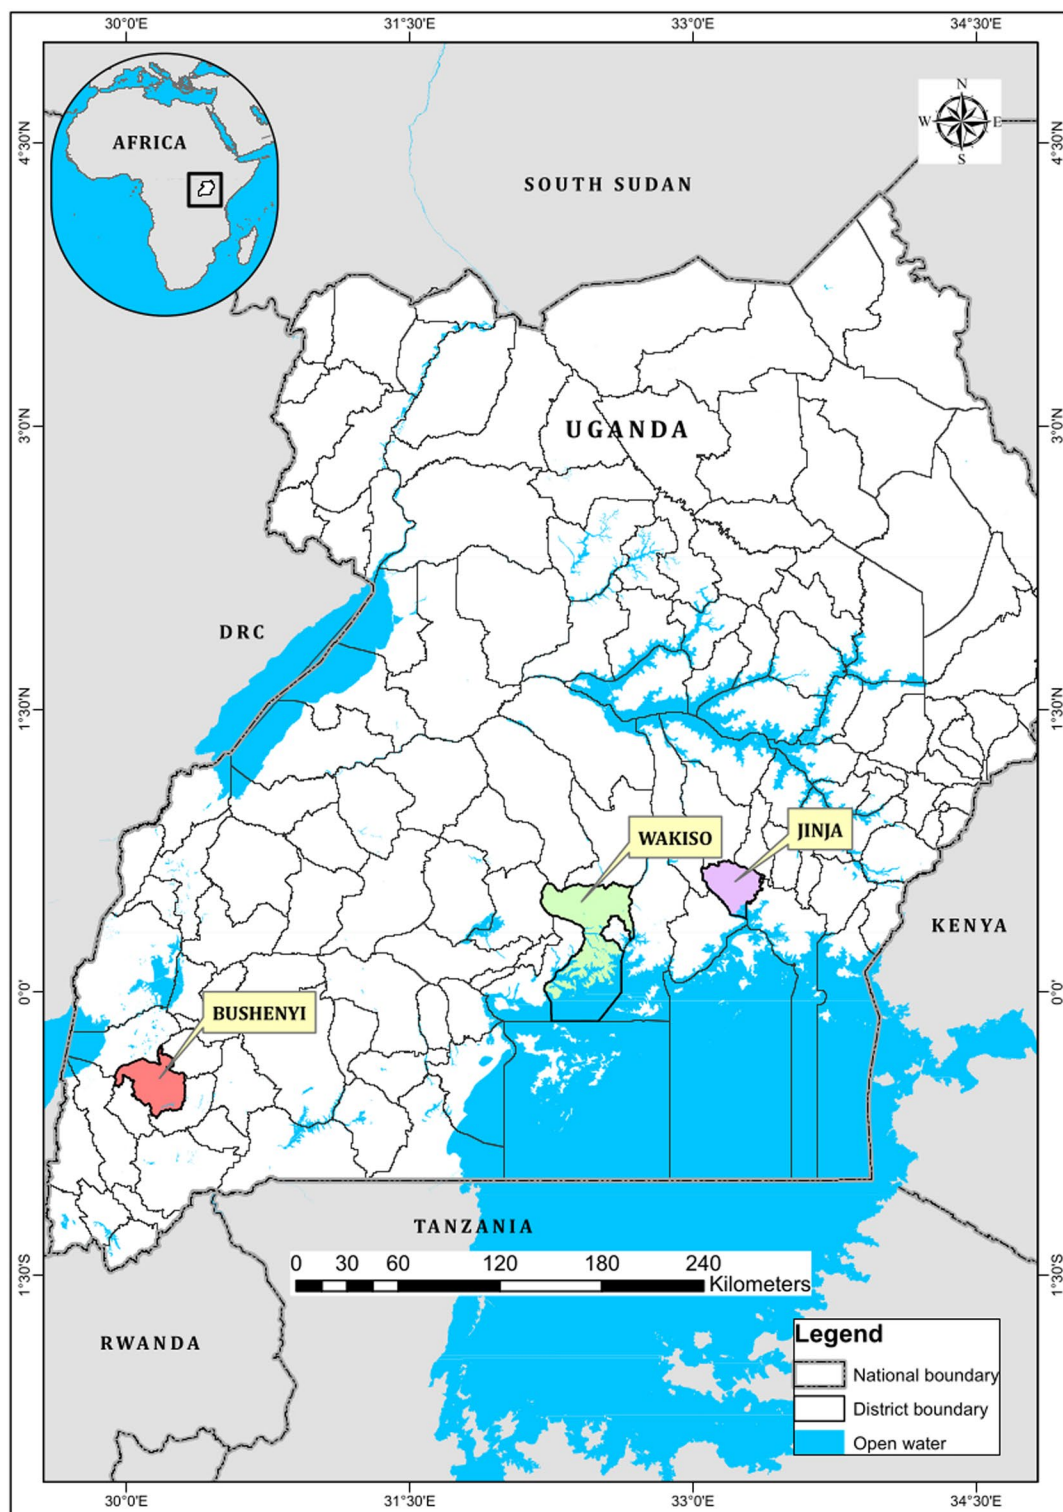 30°0'E 31°30'E 33°0'E 34°30'E
N
W E
S
AFRICA
4°30'N 4°30'N
SOUTH SUDAN
3°0'N 3°0'N
UGANDA
DRC
1°30'N 1°30'N
WAKISO
JINJA
KENYA
0°0' 0°0'
BUSHENYI
TANZANIA
1°30'S 1°30'S
0 30 60 120 180 240
Kilometers
RWANDA
Legend
National boundary
District boundary
Open water
30°0'E 31°30'E 33°0'E 34°30'E